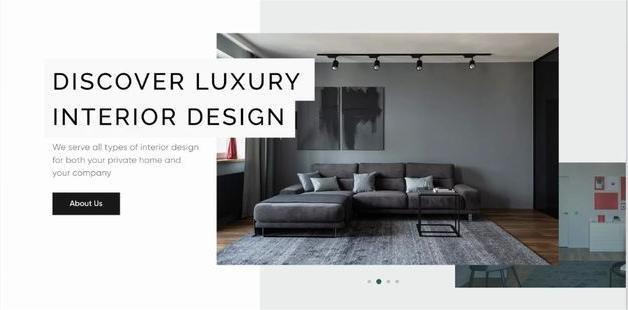 DISCOVER LUXURY
INTERIOR DESIGN
We serve all types of interior design
for both your private home and
your company
About Us